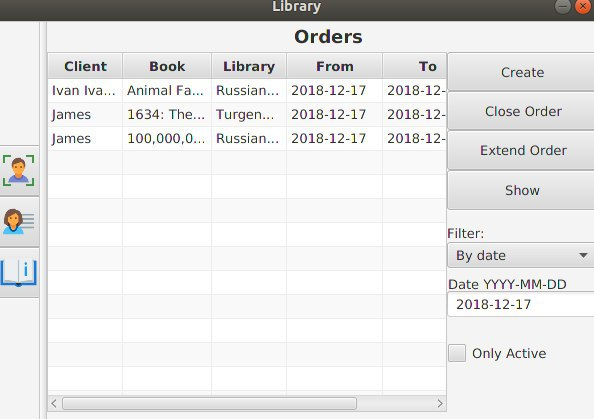 Library
Orders
Client Book Library From To
Ivan Iva... Animal Fa... Russian... 2018-12-17 2018-12-
James 1634: The... Turgen... 2018-12-17 2018-12-
James 100,000,0... Russian... 2018-12-17 2018-12-
Create
Close Order
Extend Order
Show
Filter:
By date
Date YYYY-MM-DD
2018-12-17
Only Active